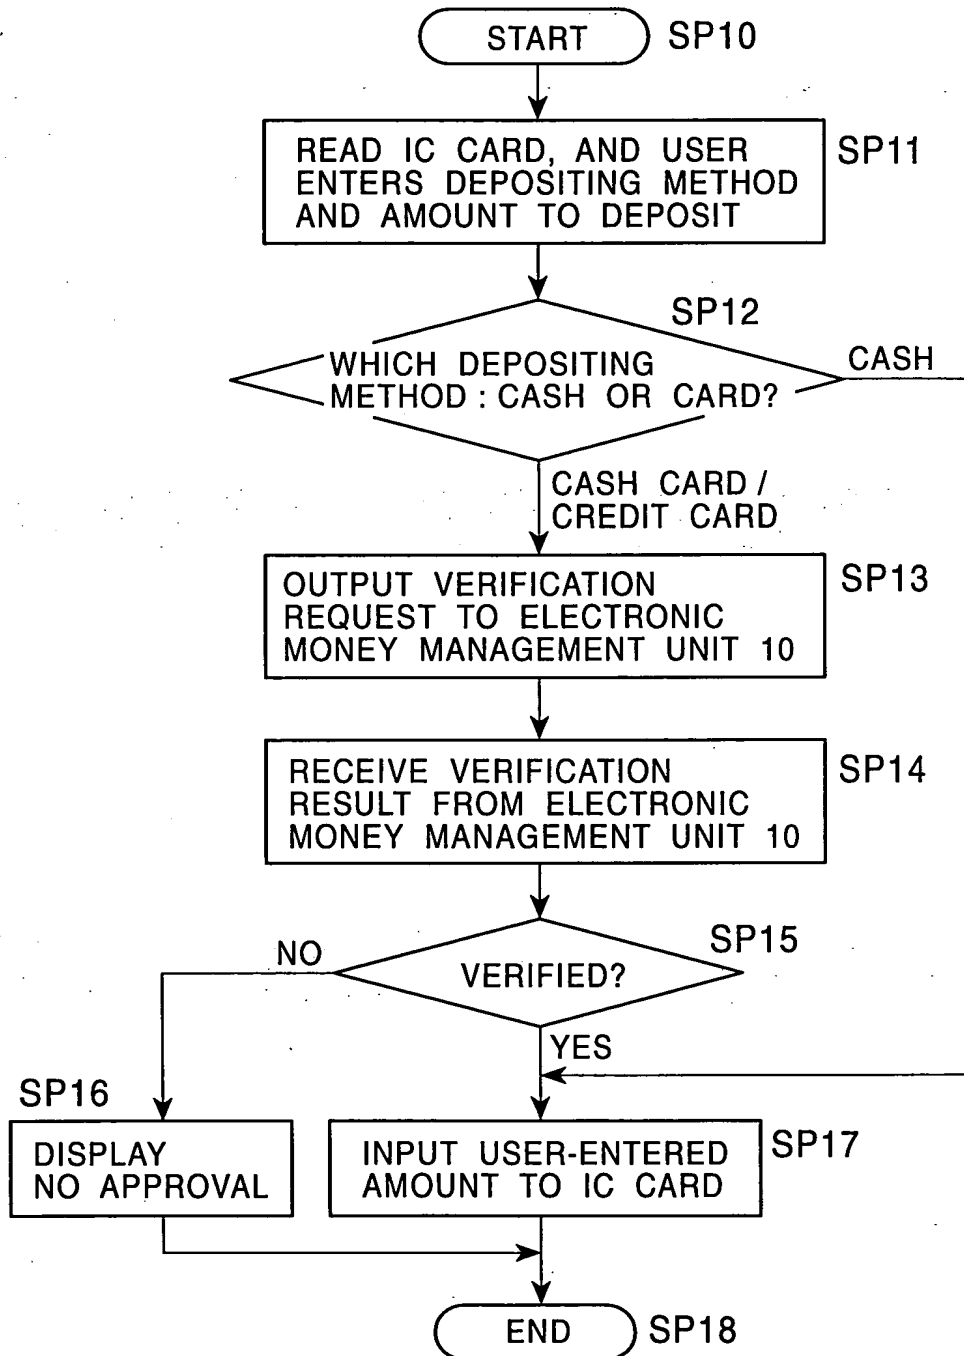 START
SP10
READ IC CARD, AND USER
ENTERS DEPOSITING METHOD
AND AMOUNT TO DEPOSIT
SP11
SP12
WHICH DEPOSITING
METHOD : CASH OR CARD?
CASH
CASH CARD /
CREDIT CARD
OUTPUT VERIFICATION
REQUEST TO ELECTRONIC
MONEY MANAGEMENT UNIT 10
SP13
RECEIVE VERIFICATION
RESULT FROM ELECTRONIC
MONEY MANAGEMENT UNIT 10
SP14
SP15
NO
VERIFIED?
YES
SP16
DISPLAY
NO APPROVAL
INPUT USER-ENTERED
AMOUNT TO IC CARD
SP17
END
SP18